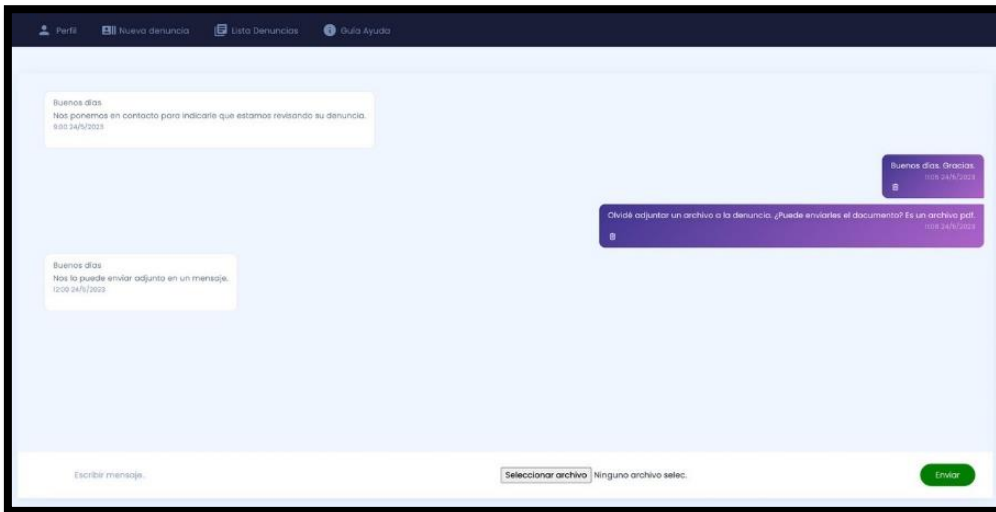 Perfil Nueva denuncia Lista Denuncias Guía Ayuda
Buenos días
Nos ponemos en contacto para indicarle que estamos revisando su denuncia.
9:00 24/5/2023
Buenos días. Gracias.
11:05 24/5/2023
Olvidé adjuntar un archivo a la denuncia. ¿Puede enviarles el documento? Es un archivo pdf.
11:08 24/5/2023
Buenos días
Nos lo puede enviar adjunto en un mensaje.
12:00 24/5/2023
Escribir mensaje.
Seleccionar archivo Ninguno archivo selec.
Enviar